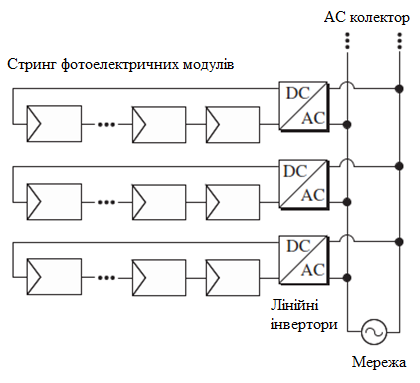 АС колектор
Стринг фотоелектричних модулів
DC
AC
DC
AC
DC
AC
Лінійні
інвертори
Мережа